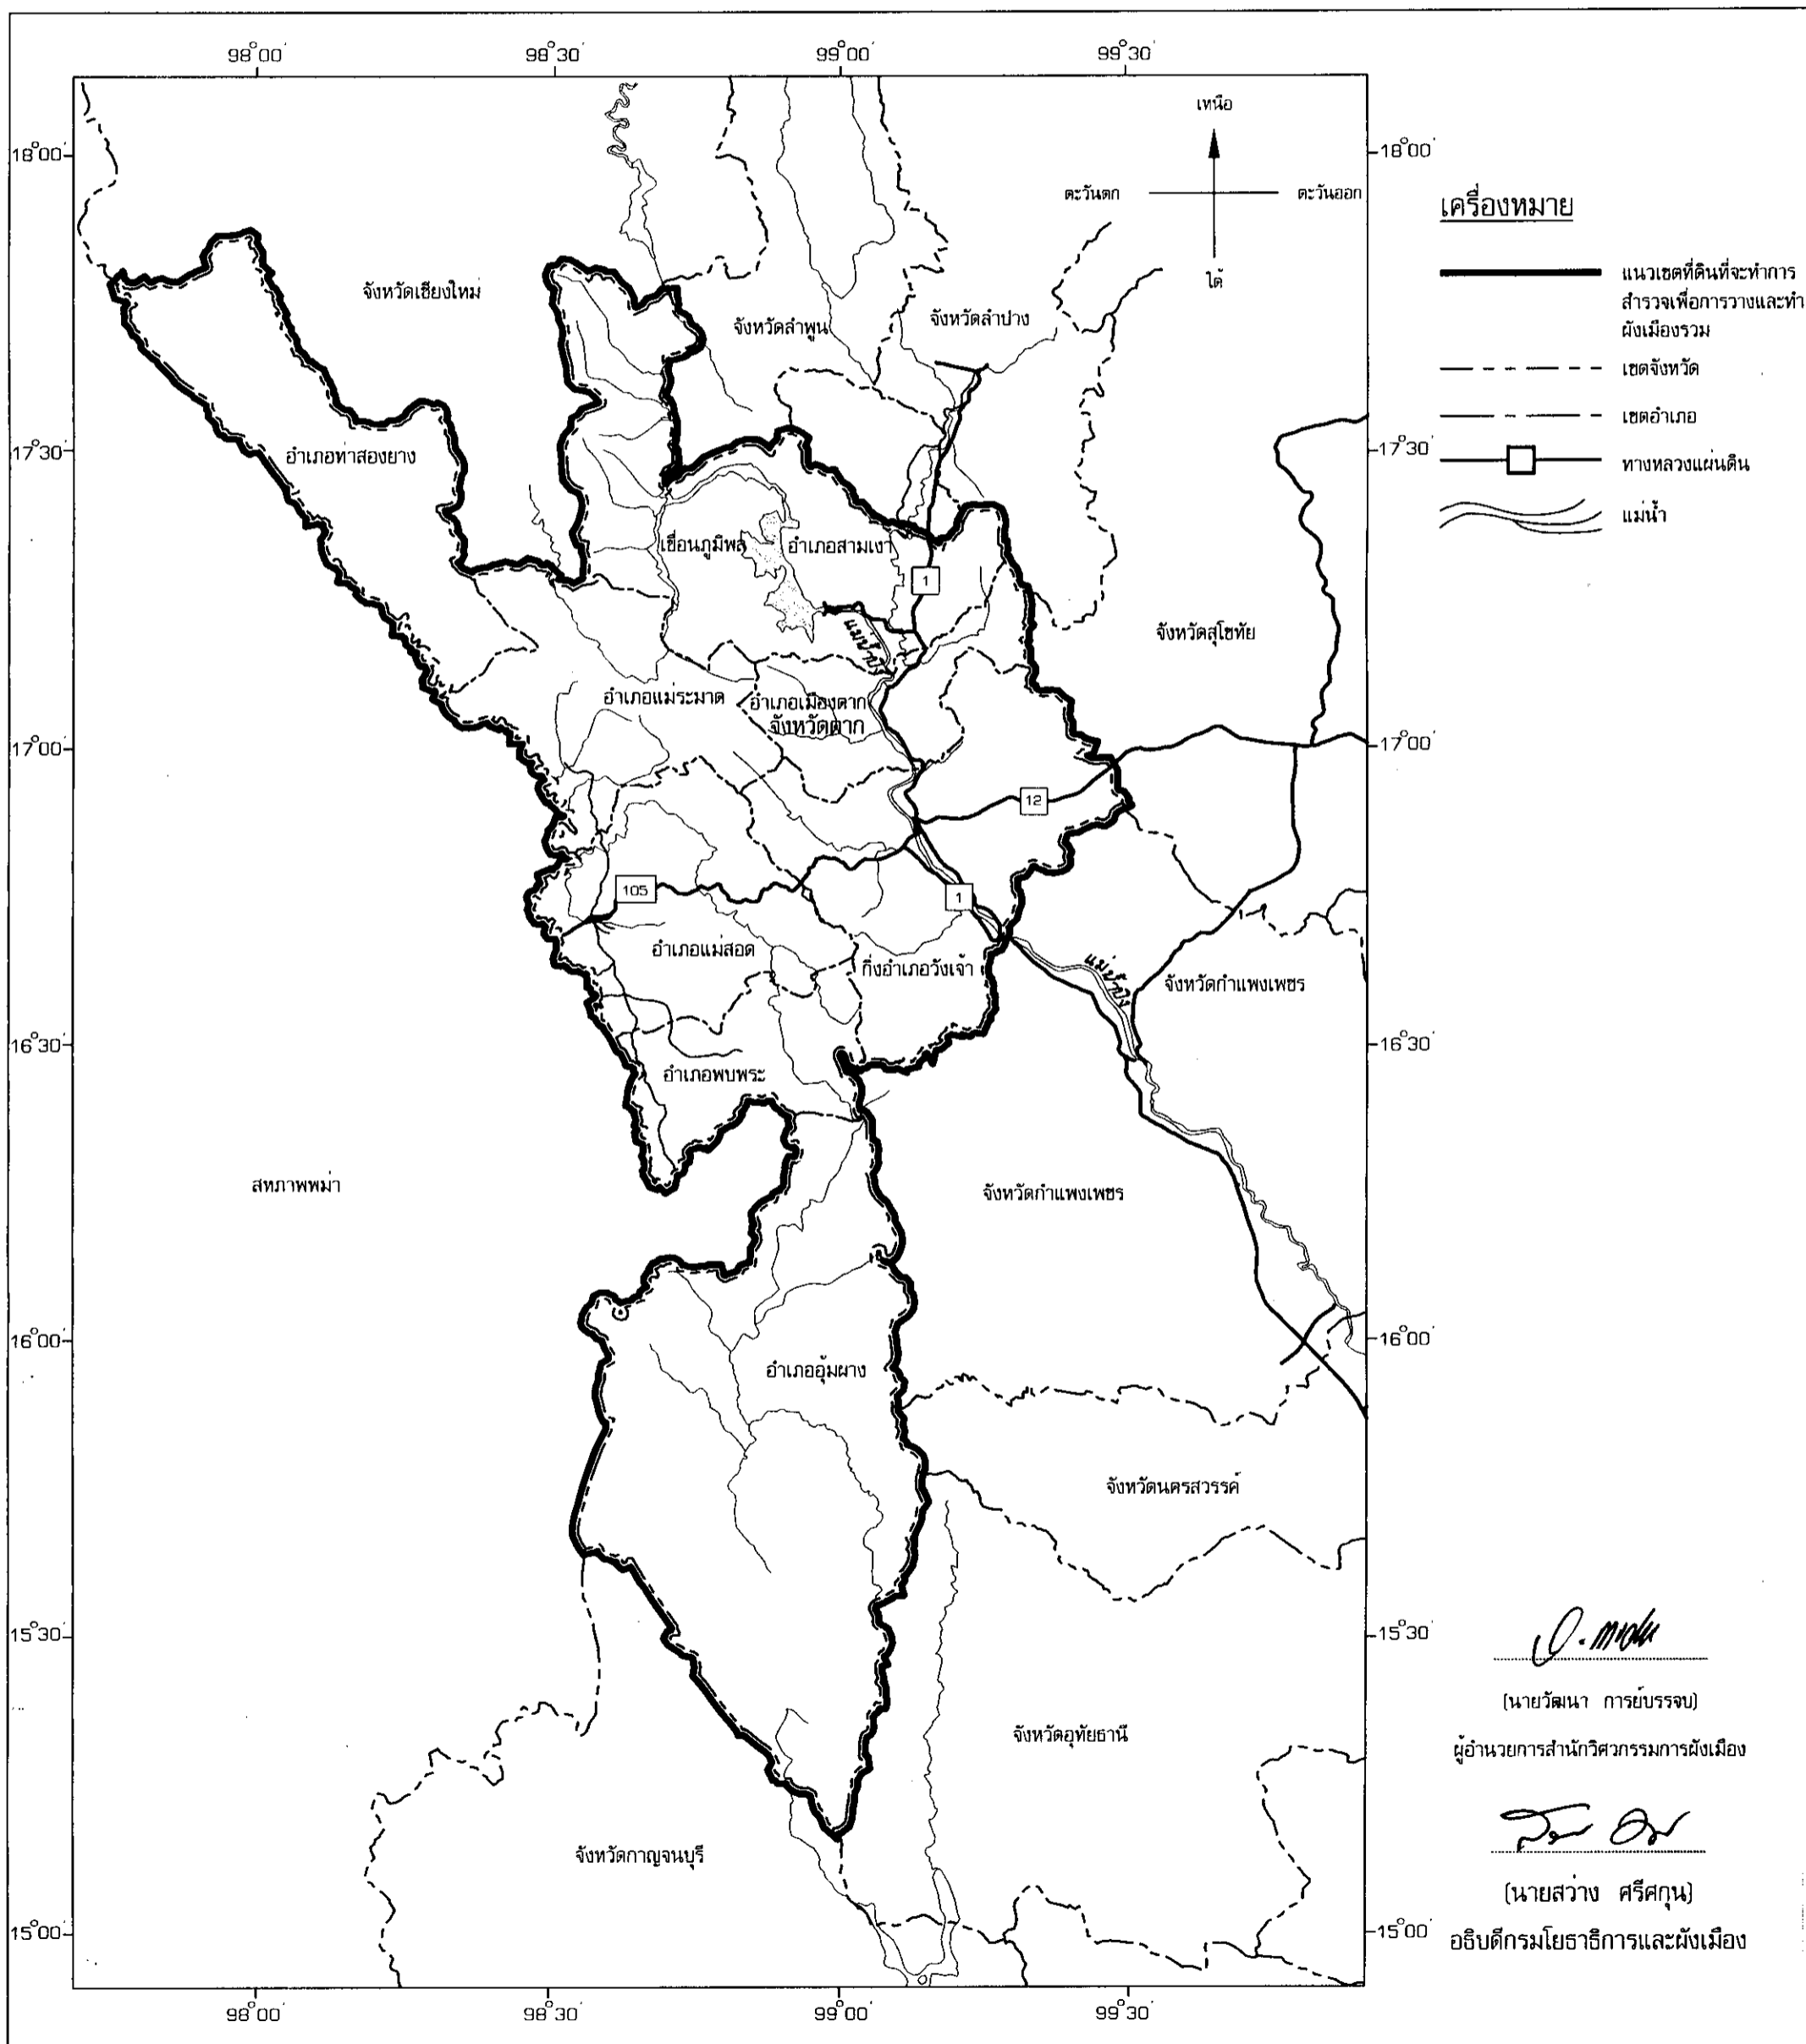 98°00' 98°30' 99°00' 99°30'
เหนือ
ตะวันตก ตะวันออก
ใต้
18°00' 18°00'
17°30' 17°30'
17°00' 17°00'
16°30' 16°30'
16°00' 16°00'
15°30' 15°30'
15°00' 15°00'
จังหวัดเชียงใหม่
จังหวัดลำพูน
จังหวัดลำปาง
อำเภอท่าสองยาง
เขื่อนภูมิพล
อำเภอสามเงา
1
แม่น้ำปิง
จังหวัดสุโขทัย
อำเภอแม่ระมาด
อำเภอเมืองตาก
จังหวัดตาก
12
105
1
อำเภอแม่สอด
กิ่งอำเภอวังเจ้า
แม่น้ำปิง
จังหวัดกำแพงเพชร
อำเภอพบพระ
สหภาพพม่า
จังหวัดกำแพงเพชร
อำเภออุ้มผาง
จังหวัดนครสวรรค์
จังหวัดอุทัยธานี
จังหวัดกาญจนบุรี
98°00' 98°30' 99°00' 99°30'
เครื่องหมาย
แนวเขตที่ดินที่จะทำการ
สำรวจเพื่อการวางและทำ
ผังเมืองรวม
เขตจังหวัด
เขตอำเภอ
ทางหลวงแผ่นดิน
แม่น้ำ
(นายวัฒนา การย์บรรจบ)
ผู้อำนวยการสำนักวิศวกรรมการผังเมือง
(นายสว่าง ศรีศกุน)
อธิบดีกรมโยธาธิการและผังเมือง